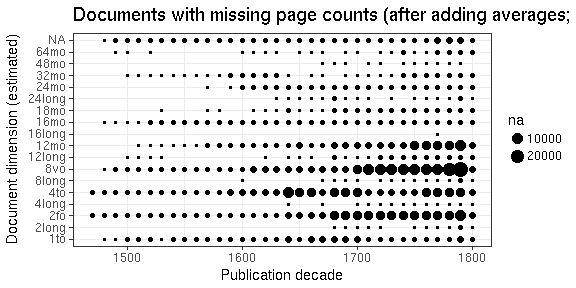 Documents with missing page counts (after adding averages;
Document dimension (estimated)
NA
64mo
48mo
32mo
24mo
24long
18mo
16mo
16long
12mo
12long
8vo
8long
4to
4long
2fo
2long
1to
1500
1600
1700
1800
Publication decade
na
10000
20000